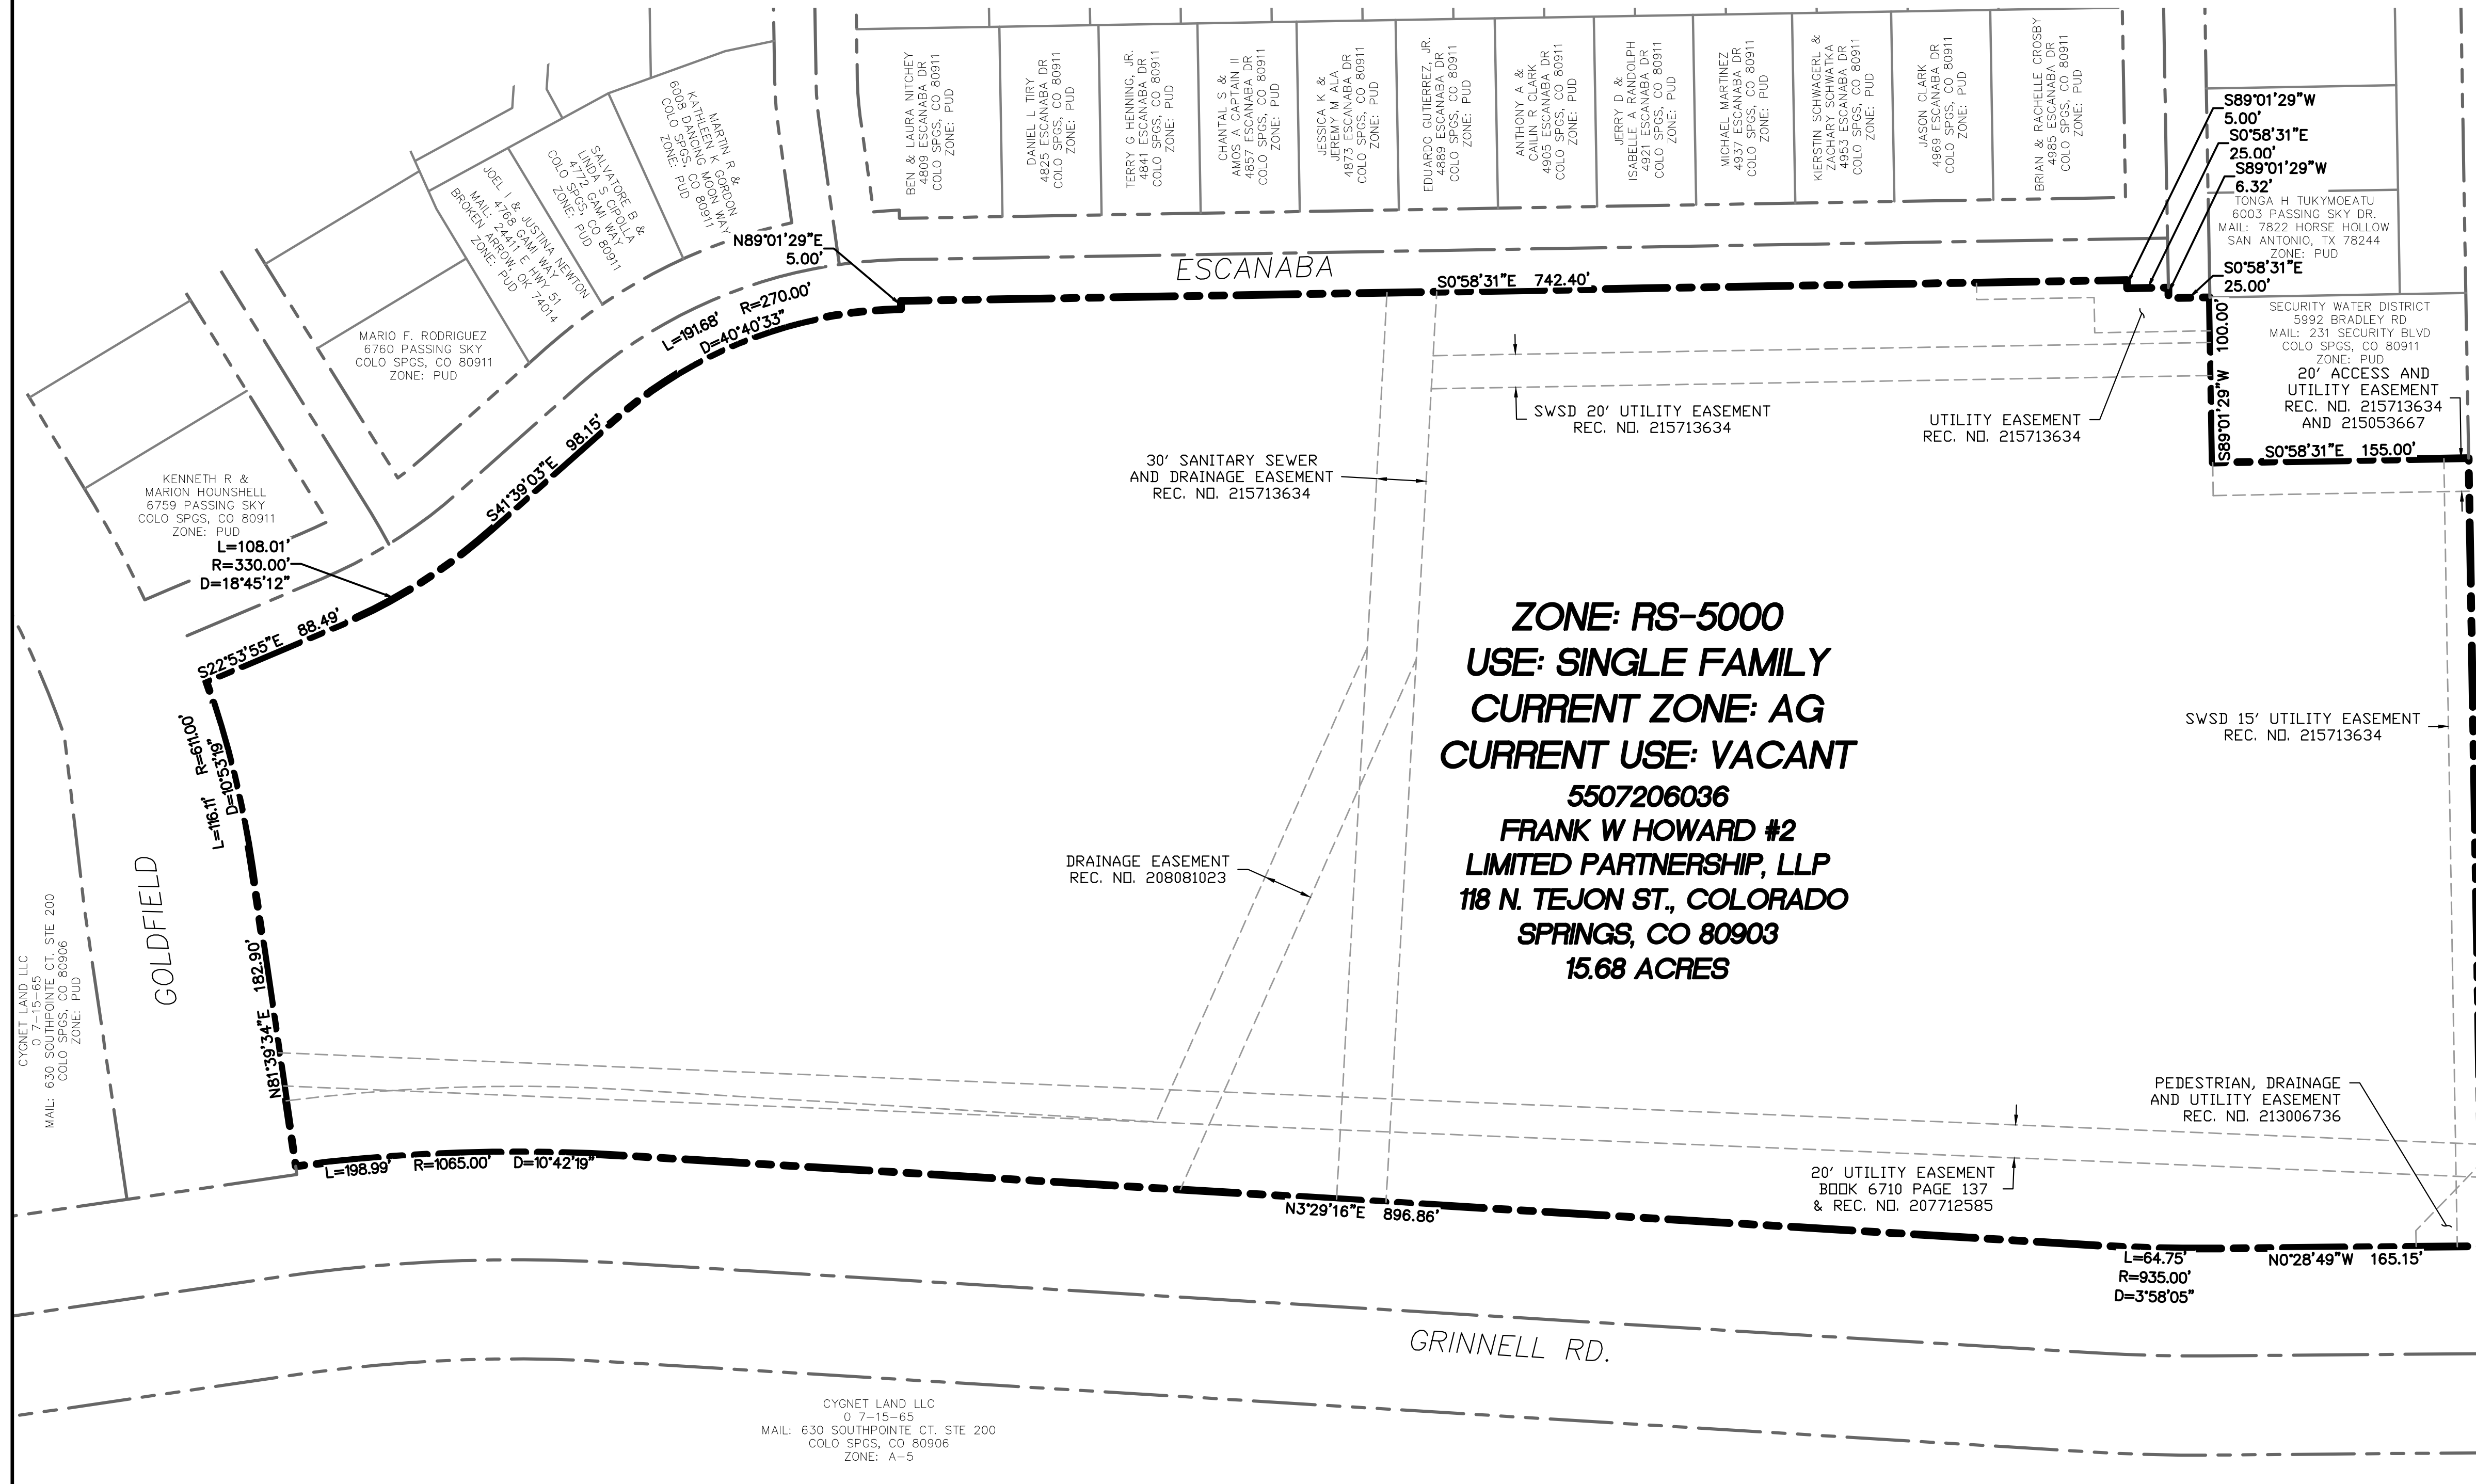 BEN & LAURA NITCHEY
4809 ESCANABA DR
COLO SPGS, CO 80911
ZONE: PUD
DANIEL L TIRY
4825 ESCANABA DR
COLO SPGS, CO 80911
ZONE: PUD
TERRY G HENNING, JR.
4841 ESCANABA DR
COLO SPGS, CO 80911
ZONE: PUD
CHANTAL S &
AMOS A CAPTAIN II
4857 ESCANABA DR
COLO SPGS, CO 80911
ZONE: PUD
JESSICA K &
JEREMY M ALA
4873 ESCANABA DR
COLO SPGS, CO 80911
ZONE: PUD
EDUARDO GUTIERREZ, JR.
4889 ESCANABA DR
COLO SPGS, CO 80911
ZONE: PUD
ANTHONY A &
CAILIN R CLARK
4905 ESCANABA DR
COLO SPGS, CO 80911
ZONE: PUD
JERRY D &
ISABELLE A RANDOLPH
4921 ESCANABA DR
COLO SPGS, CO 80911
ZONE: PUD
MICHAEL MARTINEZ
4937 ESCANABA DR
COLO SPGS, CO 80911
ZONE: PUD
KIERSTIN SCHWAGERL &
ZACHARY SCHWATKA
4953 ESCANABA DR
COLO SPGS, CO 80911
ZONE: PUD
JASON CLARK
4969 ESCANABA DR
COLO SPGS, CO 80911
ZONE: PUD
BRIAN & RACHELLE CROSBY
4985 ESCANABA DR
COLO SPGS, CO 80911
ZONE: PUD
MARTIN R &
KATHLEEN K GORDON
6008 DANCING MOON WAY
COLO SPGS, CO 80911
ZONE: PUD
SALVATORE B &
LINDA S CIPOLLA
4772 GAMI WAY
COLO SPGS, CO 80911
ZONE: PUD
JOEL I & JUSTINA NEWTON
4768 GAMI WAY
MAIL: 24411 E HWY 51
BROKEN ARROW, OK 74014
ZONE: PUD
MARIO F. RODRIGUEZ
6760 PASSING SKY
COLO SPGS, CO 80911
ZONE: PUD
KENNETH R &
MARION HOUNSHELL
6759 PASSING SKY
COLO SPGS, CO 80911
ZONE: PUD
S89°01'29"W
5.00'
S0°58'31"E
25.00'
S89°01'29"W
6.32'
TONGA H TUKYMOEATU
6003 PASSING SKY DR.
MAIL: 7822 HORSE HOLLOW
SAN ANTONIO, TX 78244
ZONE: PUD
S0°58'31"E
25.00'
SECURITY WATER DISTRICT
5992 BRADLEY RD
MAIL: 231 SECURITY BLVD
COLO SPGS, CO 80911
ZONE: PUD
20' ACCESS AND
UTILITY EASEMENT
REC. NO. 215713634
AND 215053667
S89°01'29"W 100.00'
S0°58'31"E 155.00'
N89°01'29"E
5.00'
ESCANABA
S0°58'31"E 742.40'
L=191.68' R=270.00'
D=40°40'33"
S41°39'03"E 98.15'
L=108.01'
R=330.00'
D=18°45'12"
S22°53'55"E 88.49'
SWSD 20' UTILITY EASEMENT
REC. NO. 215713634
UTILITY EASEMENT
REC. NO. 215713634
30' SANITARY SEWER
AND DRAINAGE EASEMENT
REC. NO. 215713634
ZONE: RS-5000
USE: SINGLE FAMILY
CURRENT ZONE: AG
CURRENT USE: VACANT
5507206036
FRANK W HOWARD #2
LIMITED PARTNERSHIP, LLP
118 N. TEJON ST., COLORADO
SPRINGS, CO 80903
15.68 ACRES
SWSD 15' UTILITY EASEMENT
REC. NO. 215713634
L=116.11' R=611.00'
D=10°53'19"
GOLDFIELD
DRAINAGE EASEMENT
REC. NO. 208081023
CYGNET LAND LLC
0 7-15-65
MAIL: 630 SOUTHPOINTE CT. STE 200
COLO SPGS, CO 80906
ZONE: PUD
N81°39'34"E 182.90'
PEDESTRIAN, DRAINAGE
AND UTILITY EASEMENT
REC. NO. 213006736
L=198.99' R=1065.00' D=10°42'19"
20' UTILITY EASEMENT
BOOK 6710 PAGE 137
& REC. NO. 207712585
N3°29'16"E 896.86'
L=64.75'
R=935.00'
D=3°58'05"
N0°28'49"W 165.15'
GRINNELL RD.
CYGNET LAND LLC
0 7-15-65
MAIL: 630 SOUTHPOINTE CT. STE 200
COLO SPGS, CO 80906
ZONE: A-5